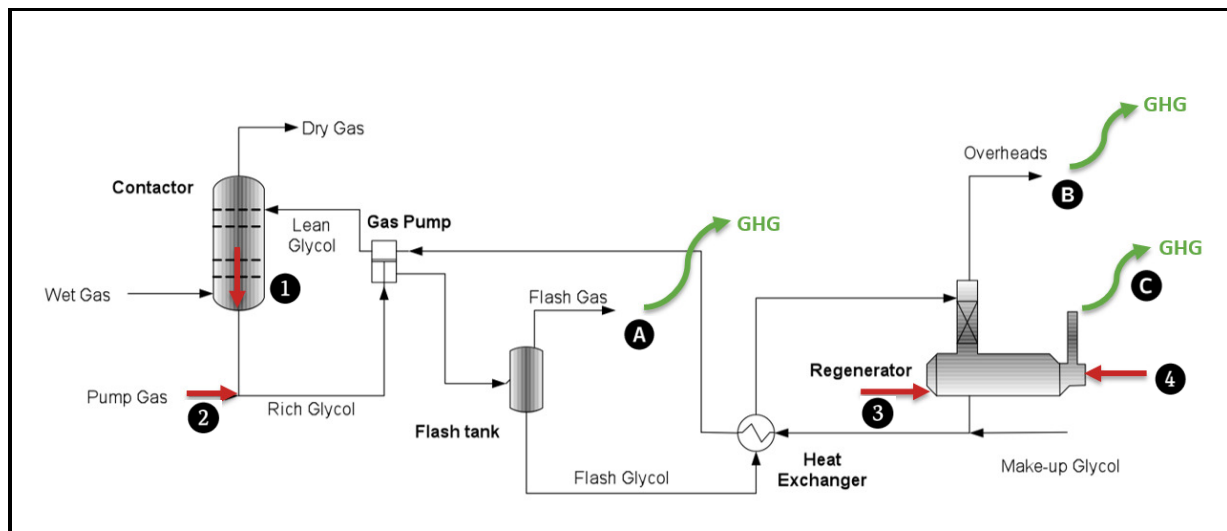 GHG
Overheads
B
Dry Gas
Contactor
Gas Pump
Lean
Glycol
GHG
GHG
C
Wet Gas
1
Flash Gas
A
Regenerator
4
Pump Gas
2
Rich Glycol
3
Flash tank
Heat
Exchanger
Make-up Glycol
Flash Glycol